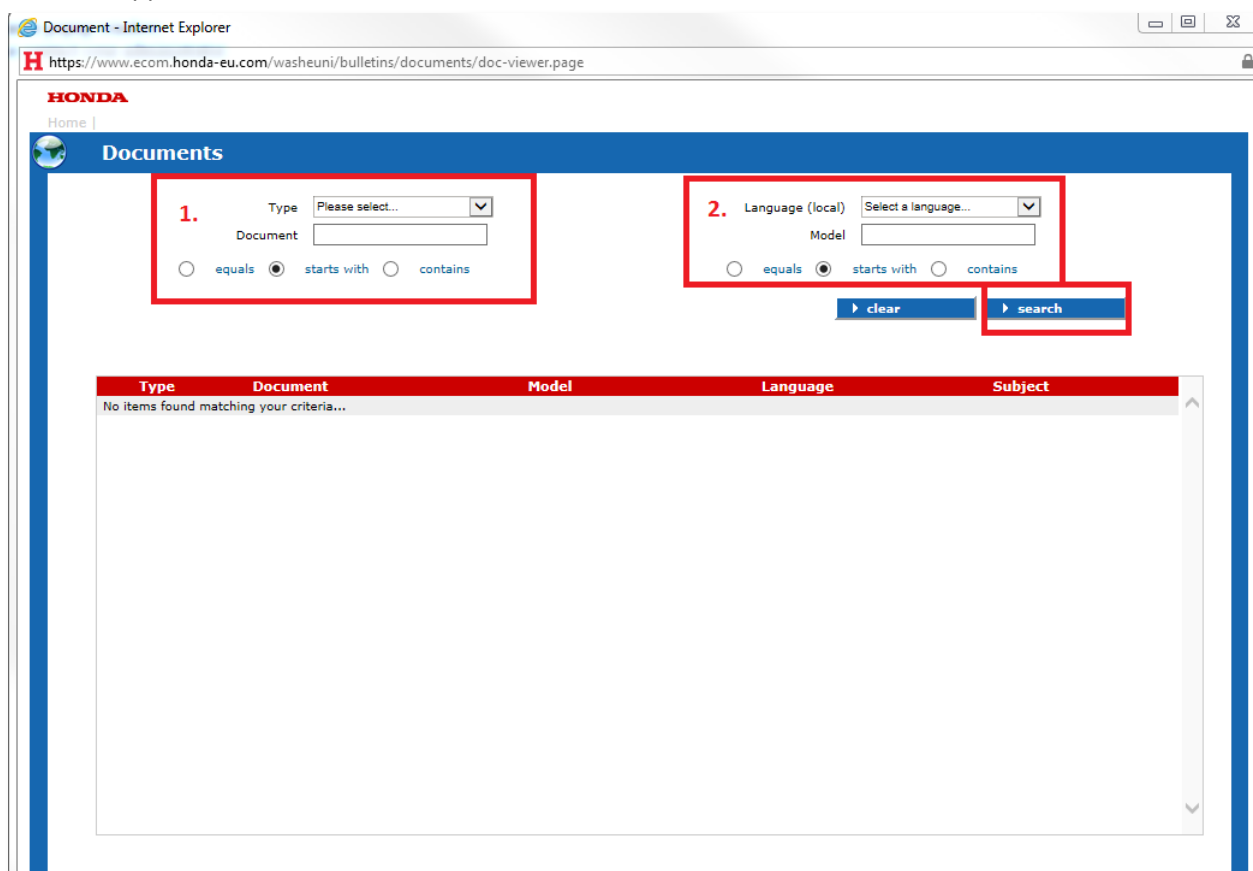 Document - Internet Explorer
https://www.ecom.honda-eu.com/washeuni/bulletins/documents/doc-viewer.page
HONDA
Home |
Documents
1. Type Please select...
Document
equals starts with contains
2. Language (local) Select a language...
Model
equals starts with contains
clear search
Type Document Model Language Subject
No items found matching your criteria...